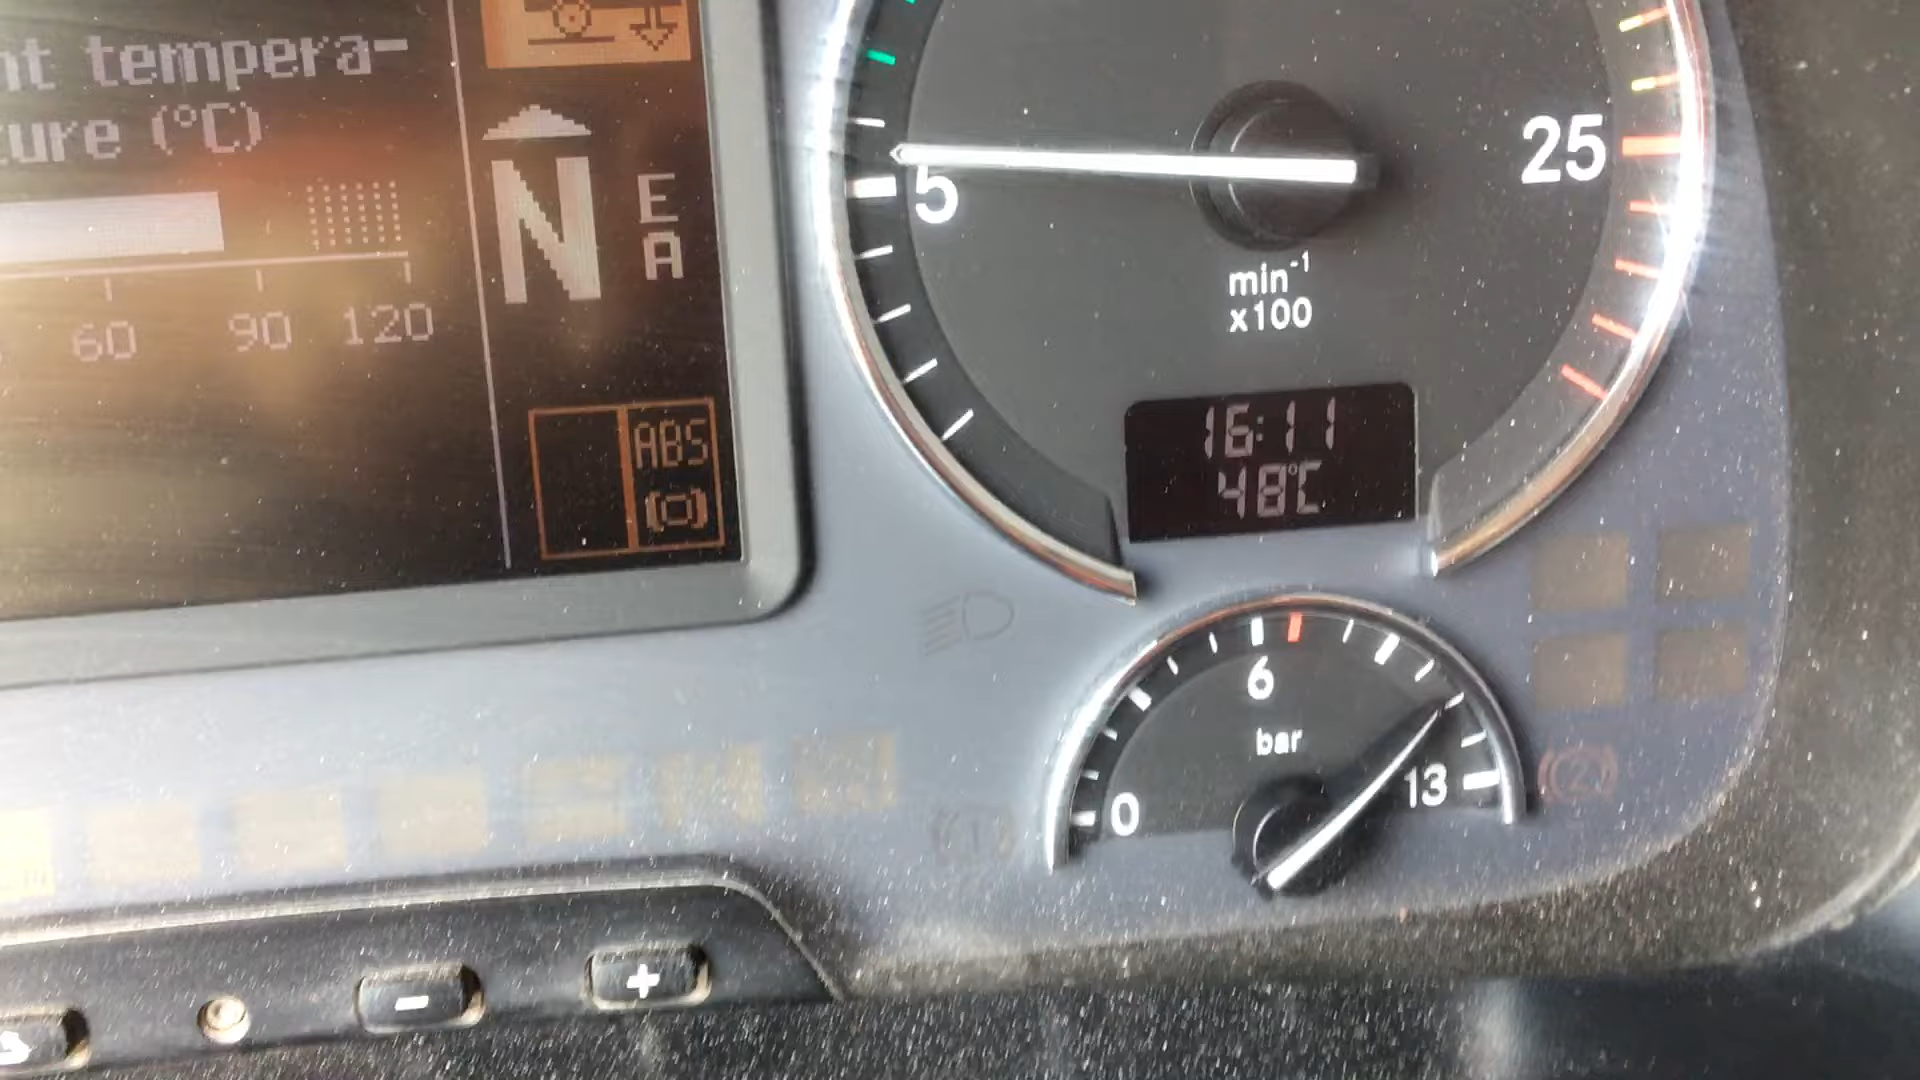 nt tempera-
ture (°C)
60 90 120
N
E
A
ABS
5
25
min⁻¹
x100
16:11
48°C
0
6
13
bar
-
+